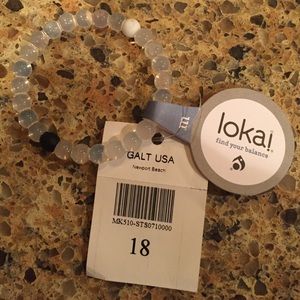 m
lokai
find your balance
GALT USA
Newport Beach
MK510-STS0710000
18